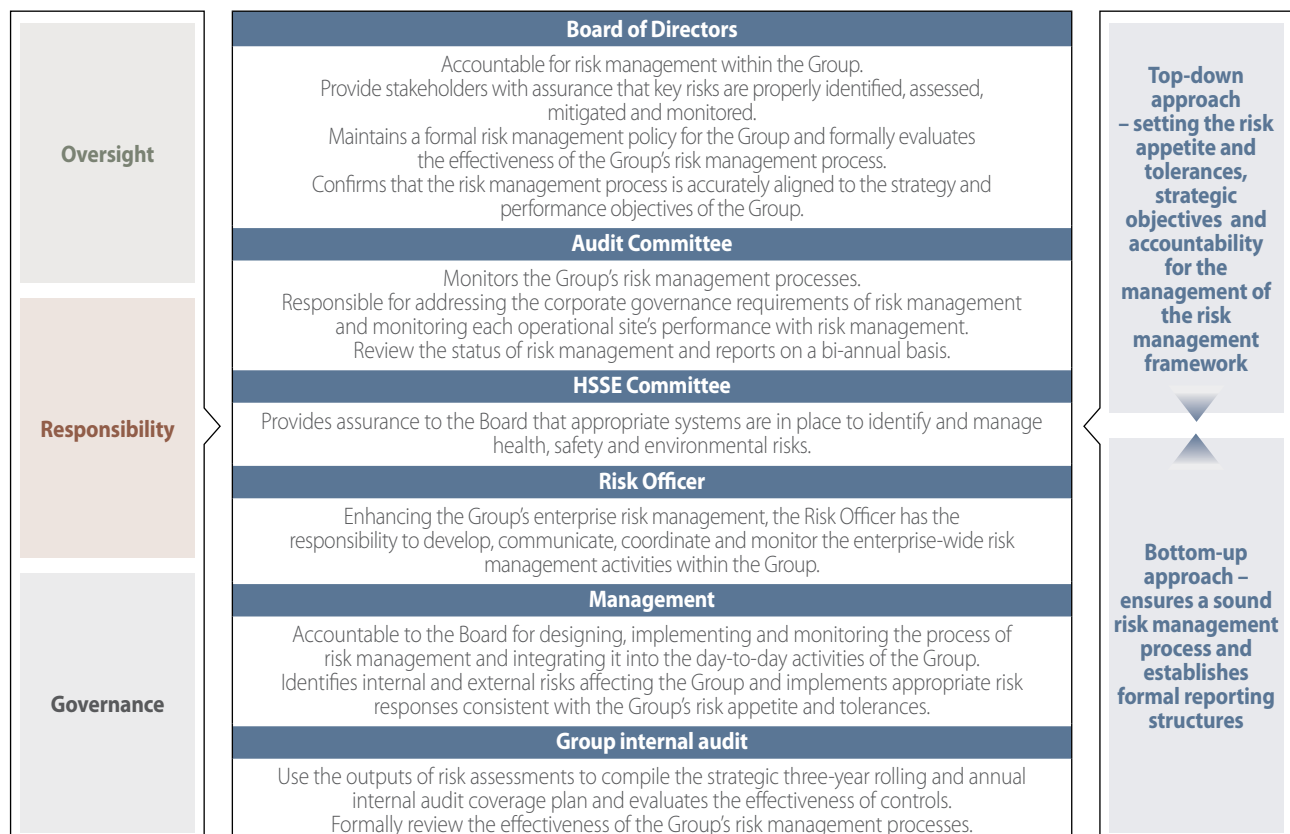 Oversight
Responsibility
Governance
Board of Directors
Accountable for risk management within the Group.
Provide stakeholders with assurance that key risks are properly identified, assessed,
mitigated and monitored.
Maintains a formal risk management policy for the Group and formally evaluates
the effectiveness of the Group's risk management process.
Confirms that the risk management process is accurately aligned to the strategy and
performance objectives of the Group.
Audit Committee
Monitors the Group's risk management processes.
Responsible for addressing the corporate governance requirements of risk management
and monitoring each operational site's performance with risk management.
Review the status of risk management and reports on a bi-annual basis.
HSSE Committee
Provides assurance to the Board that appropriate systems are in place to identify and manage
health, safety and environmental risks.
Risk Officer
Enhancing the Group's enterprise risk management, the Risk Officer has the
responsibility to develop, communicate, coordinate and monitor the enterprise-wide risk
management activities within the Group.
Management
Accountable to the Board for designing, implementing and monitoring the process of
risk management and integrating it into the day-to-day activities of the Group.
Identifies internal and external risks affecting the Group and implements appropriate risk
responses consistent with the Group's risk appetite and tolerances.
Group internal audit
Use the outputs of risk assessments to compile the strategic three-year rolling and annual
internal audit coverage plan and evaluates the effectiveness of controls.
Formally review the effectiveness of the Group's risk management processes.
Top-down
approach
– setting the risk
appetite and
tolerances,
strategic
objectives and
accountability
for the
management of
the risk
management
framework
Bottom-up
approach –
ensures a sound
risk management
process and
establishes
formal reporting
structures